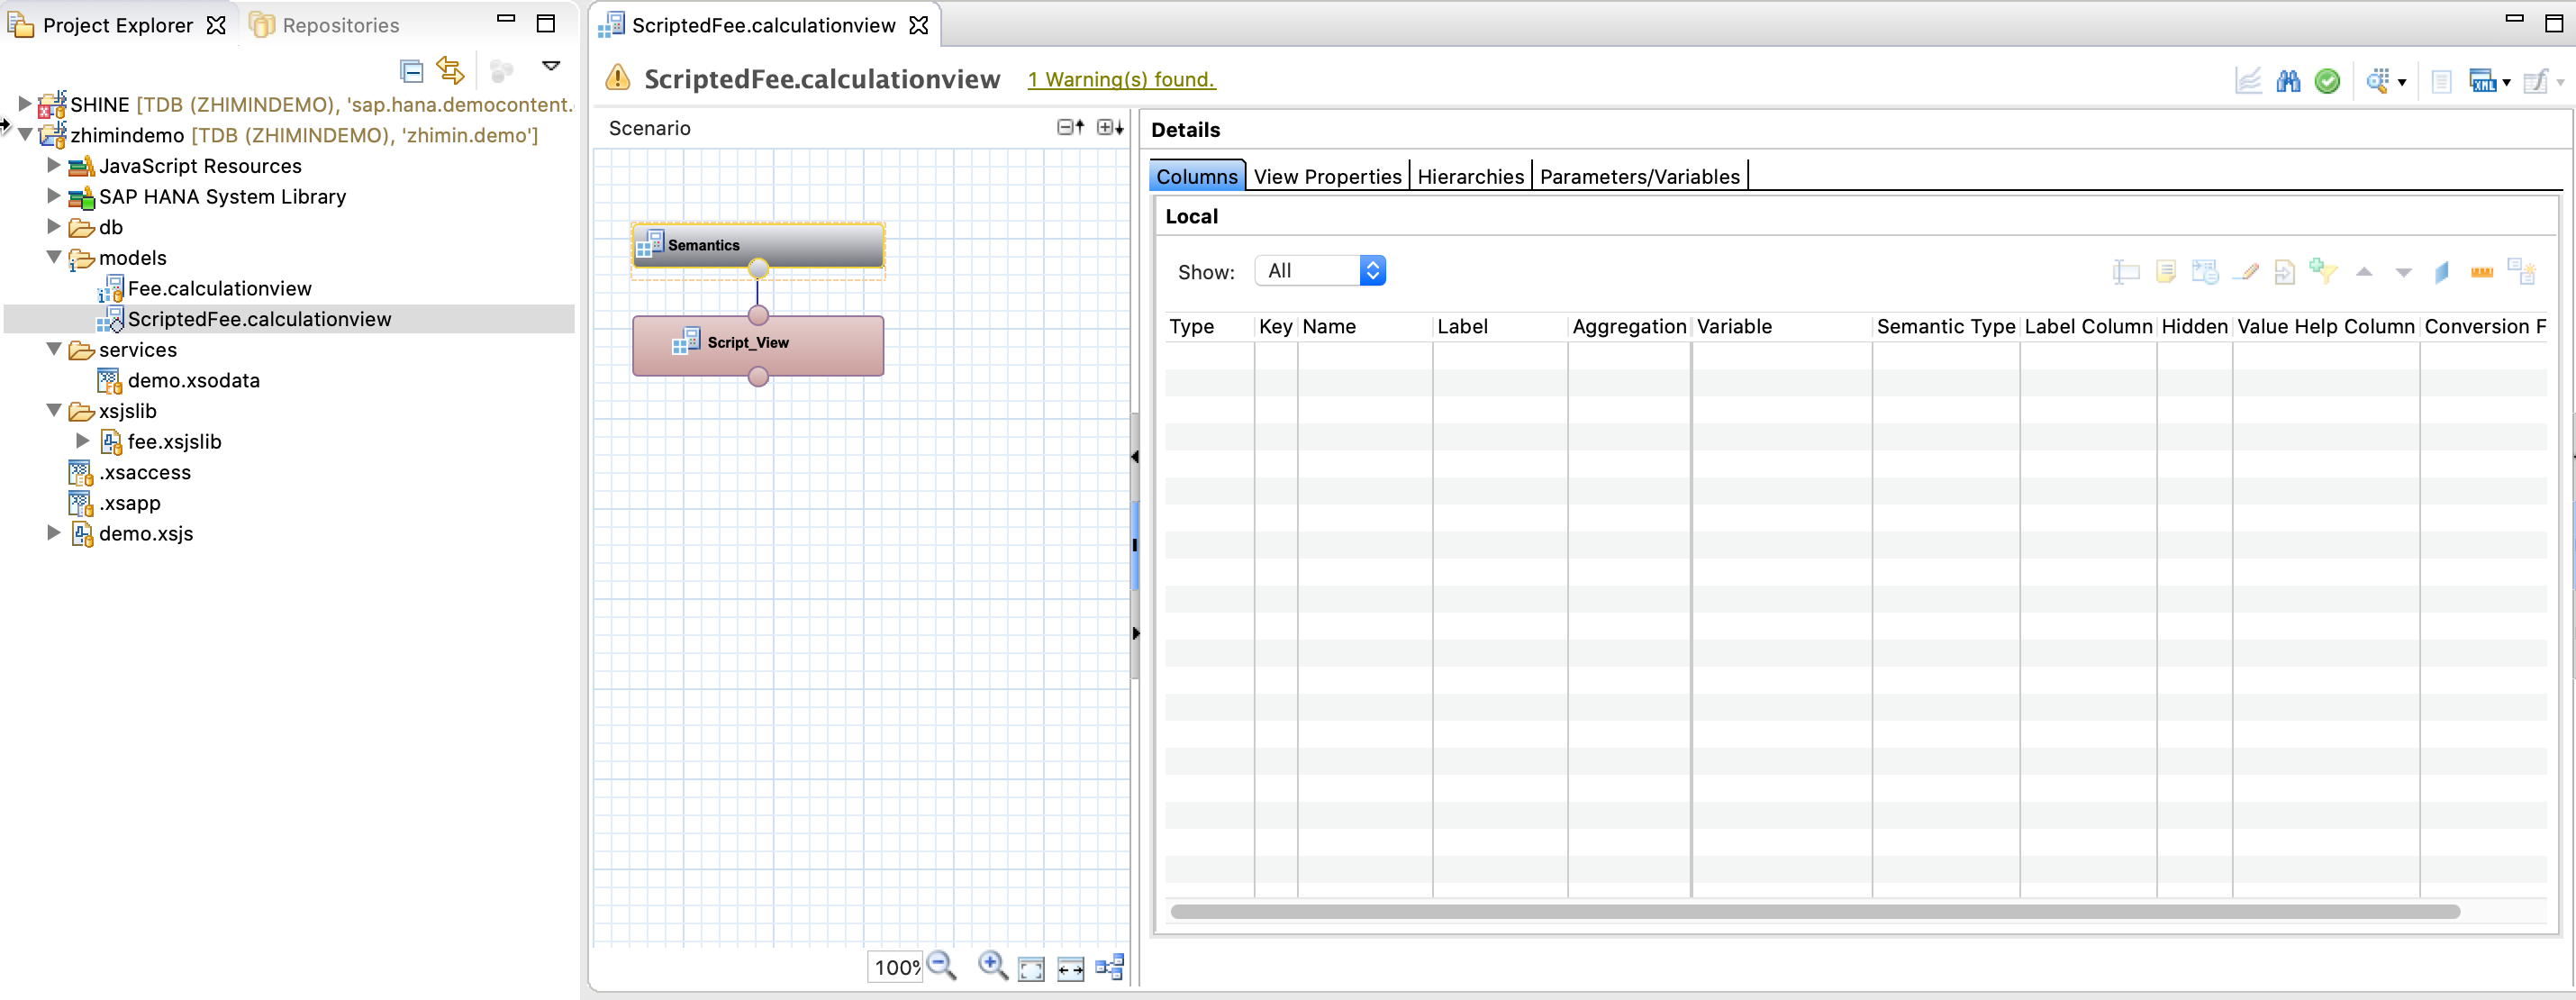 Project Explorer
Repositories
SHINE [TDB (ZHIMINDEMO), 'sap.hana.democontent.
zhimindemo [TDB (ZHIMINDEMO), 'zhimin.demo']
JavaScript Resources
SAP HANA System Library
db
models
Fee.calculationview
ScriptedFee.calculationview
services
demo.xsodata
xsjslib
fee.xsjslib
.xsaccess
.xsapp
demo.xsjs
ScriptedFee.calculationview
ScriptedFee.calculationview 1 Warning(s) found.
Scenario
Semantics
Script_View
100%
Details
Columns View Properties Hierarchies Parameters/Variables
Local
Show: All
Type Key Name Label Aggregation Variable Semantic Type Label Column Hidden Value Help Column Conversion F